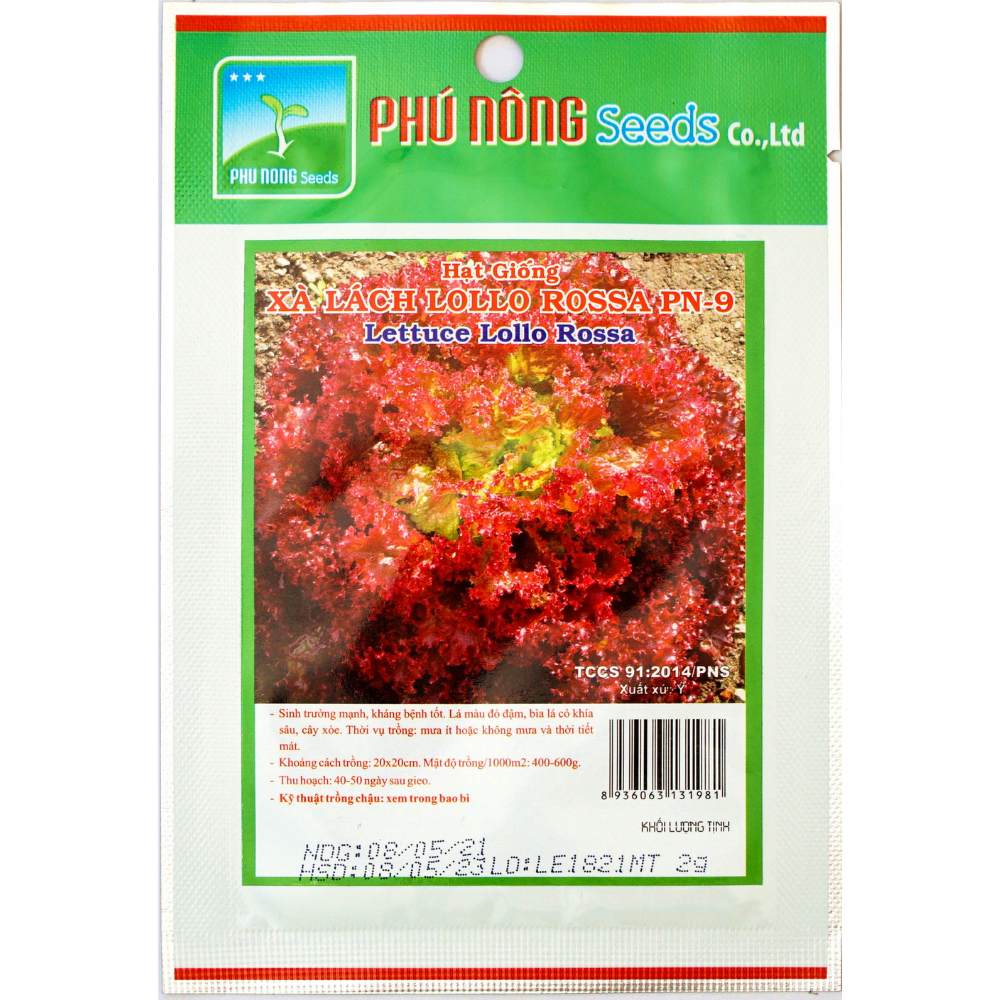 PHU NONG Seeds
PHÚ NÔNG Seeds Co.,Ltd
Hạt Giống
XÀ LÁCH LOLLO ROSSA PN-9
Lettuce Lollo Rossa
TCCS 91:2014/PNS
Xuất xứ: Ý
- Sinh trưởng mạnh, kháng bệnh tốt. Lá màu đỏ đậm, bìa lá có khía
sâu, cây xòe. Thời vụ trồng: mưa ít hoặc không mưa và thời tiết
mát.
- Khoảng cách trồng: 20x20cm. Mật độ trồng/1000m2: 400-600g.
- Thu hoạch: 40-50 ngày sau gieo.
- Kỹ thuật trồng chậu: xem trong bao bì
8 936063 131981
KHỐI LƯỢNG TỊNH
NDG:08/05/21
HSD:08/05/23 LO:LE1821MT 2g